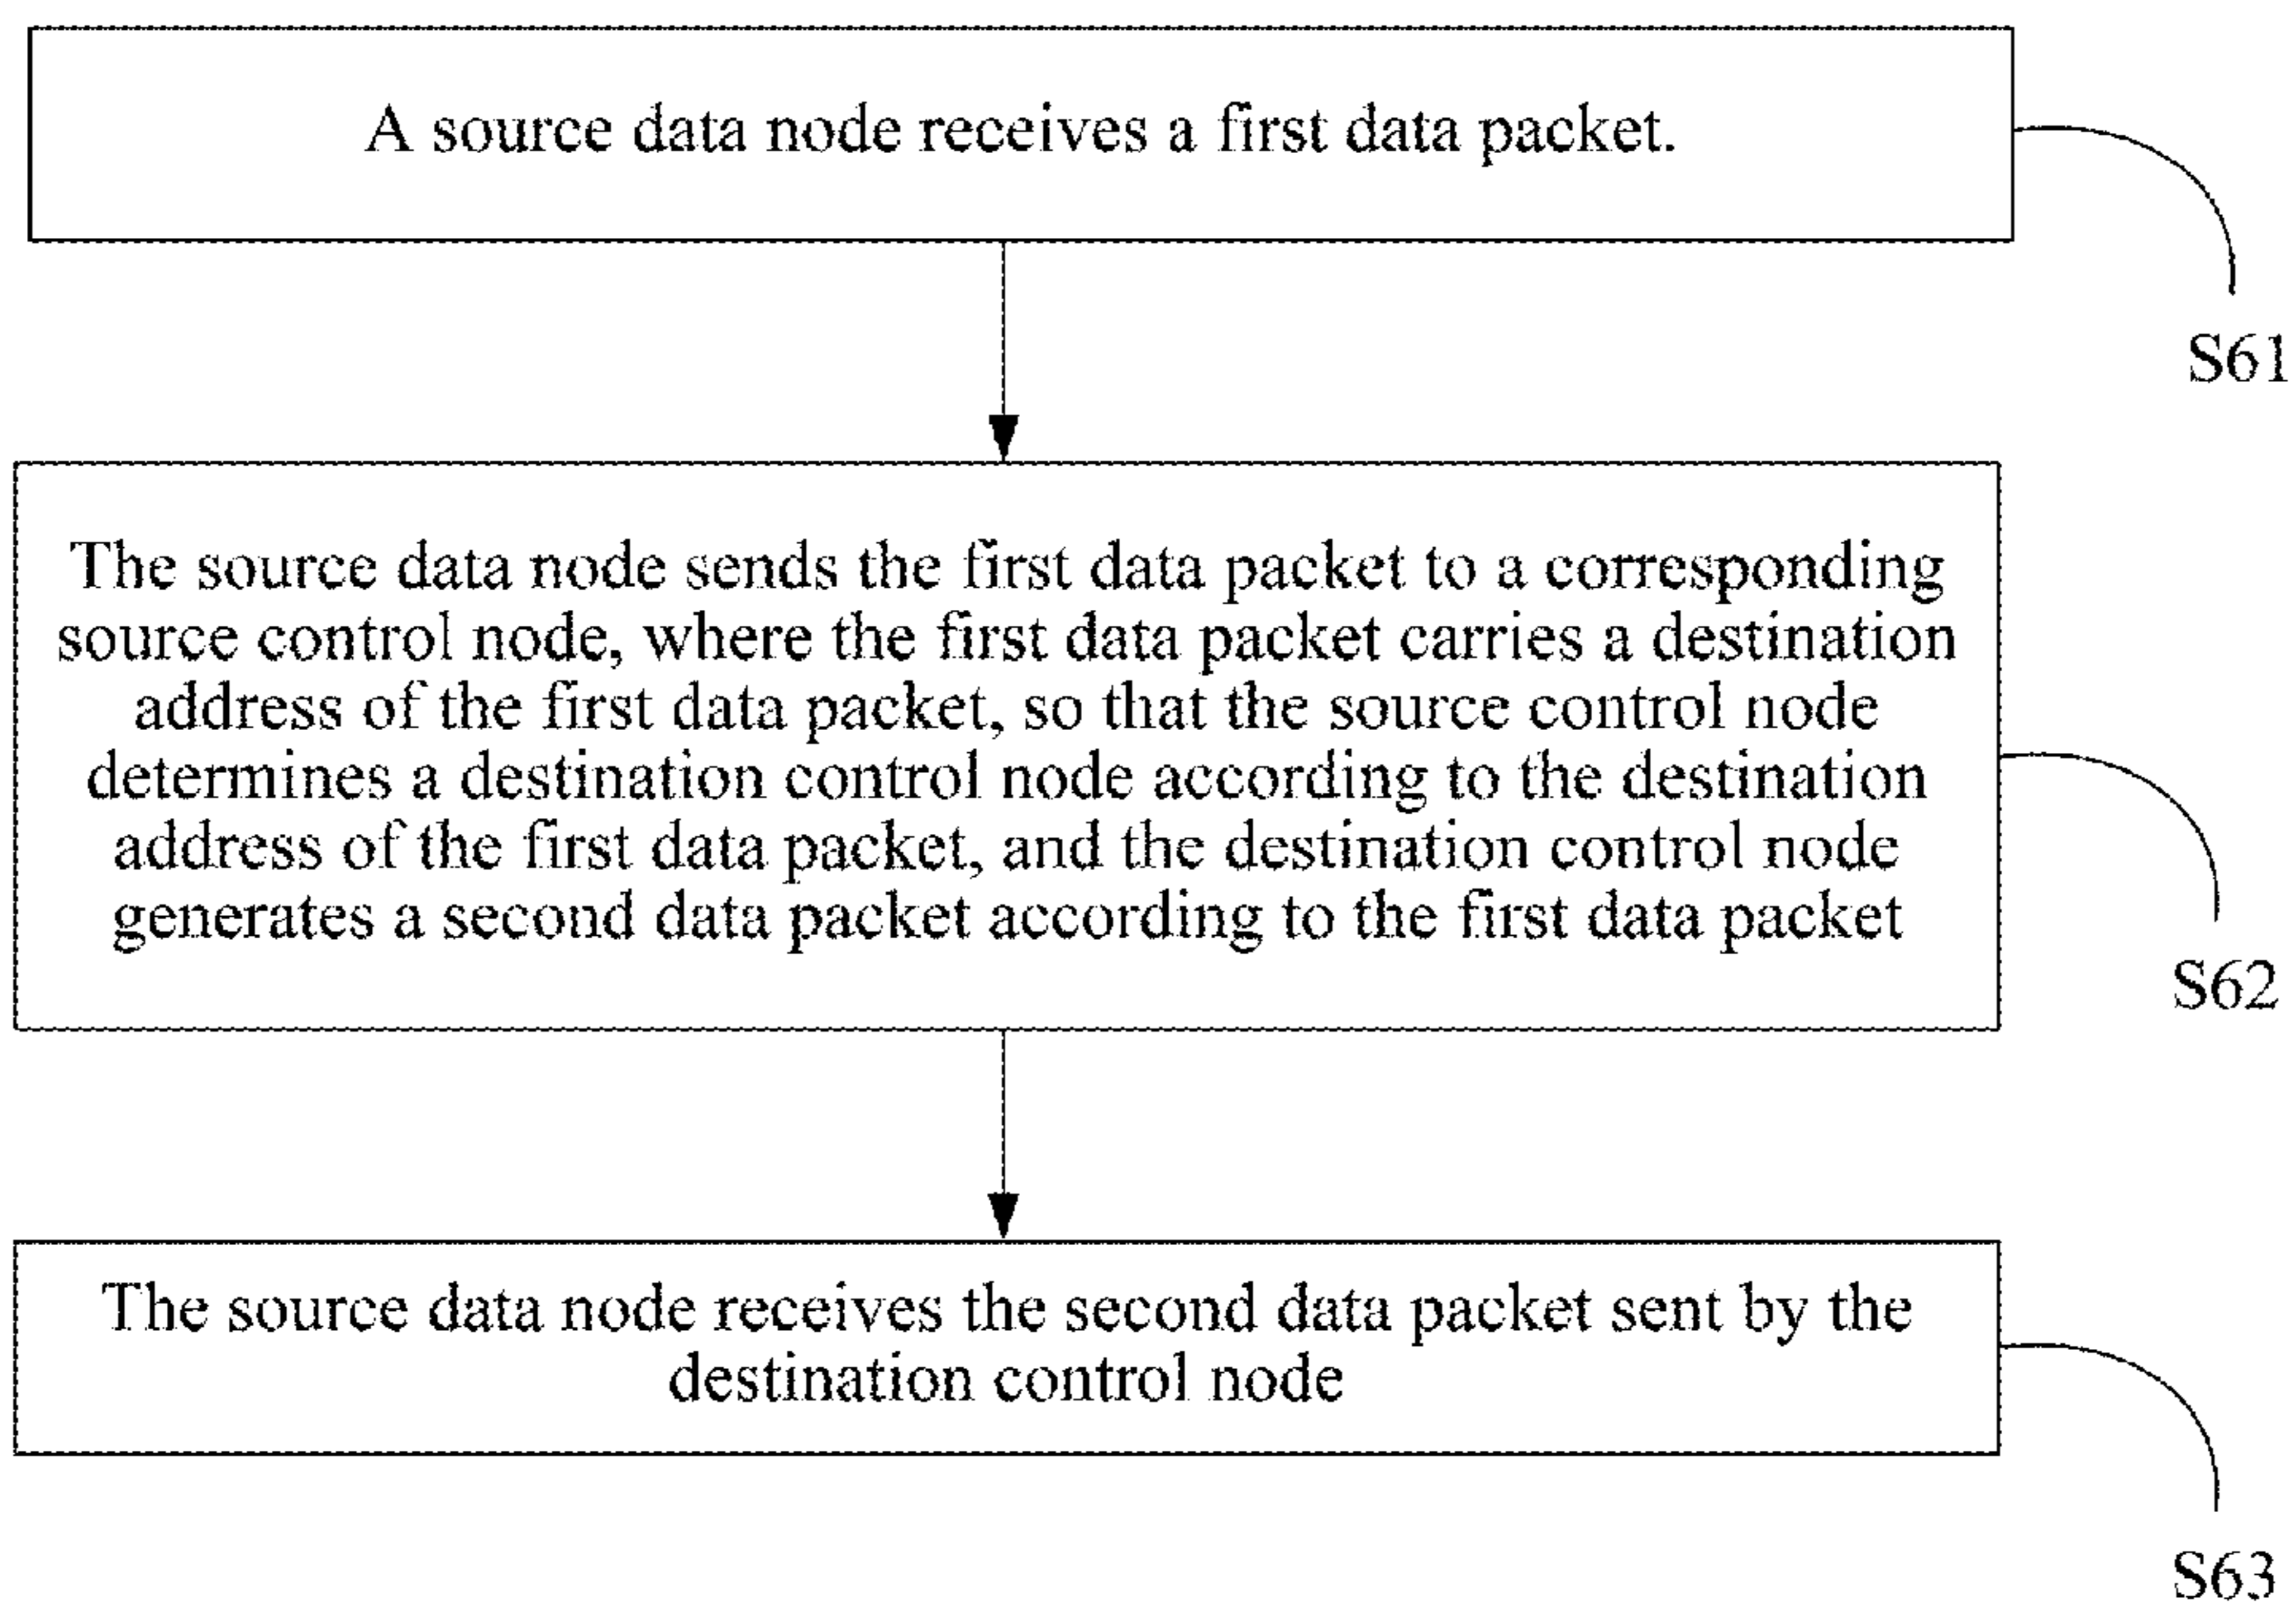 A source data node receives a first data packet.
S61
The source data node sends the first data packet to a corresponding
source control node, where the first data packet carries a destination
address of the first data packet, so that the source control node
determines a destination control node according to the destination
address of the first data packet, and the destination control node
generates a second data packet according to the first data packet
S62
The source data node receives the second data packet sent by the
destination control node
S63